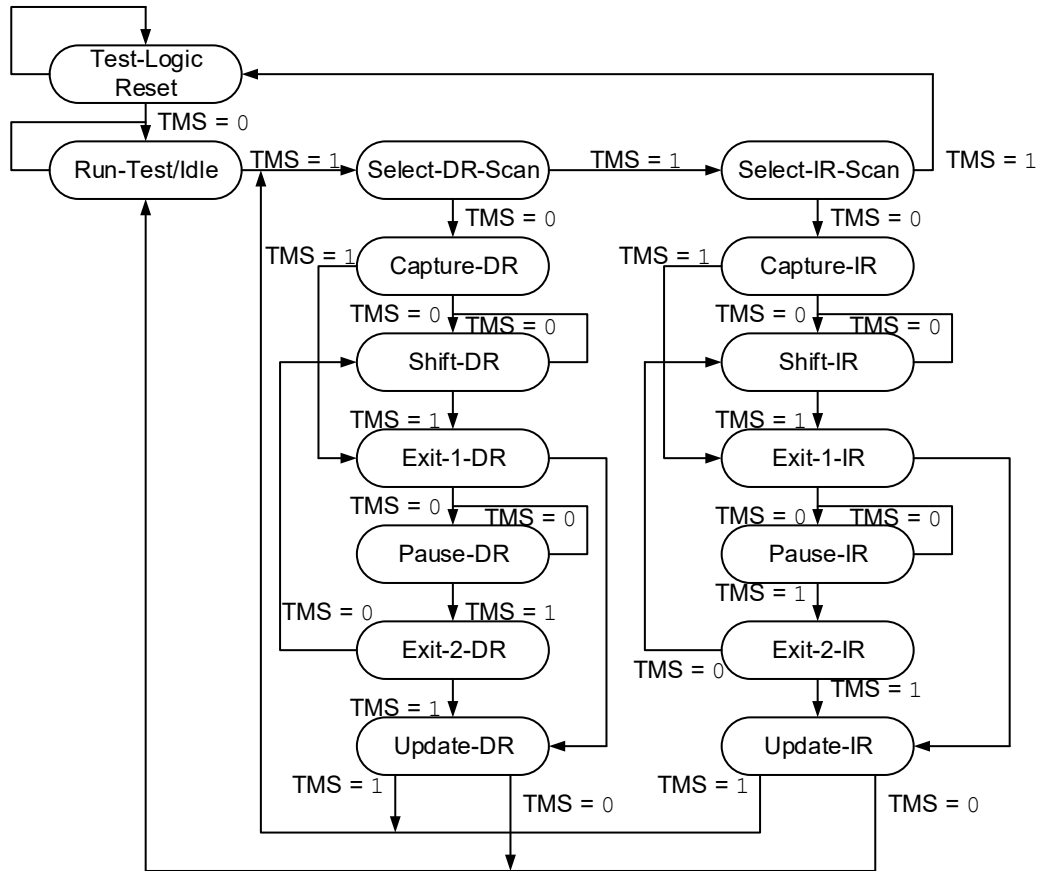 Test-Logic
Reset
TMS = 0
Run-Test/Idle
TMS = 1
Select-DR-Scan
TMS = 1
Select-IR-Scan
TMS = 1
TMS = 0
TMS = 0
TMS = 1
Capture-DR
TMS = 1
Capture-IR
TMS = 0
TMS = 0
TMS = 0
TMS = 0
Shift-DR
Shift-IR
TMS = 1
TMS = 1
Exit-1-DR
Exit-1-IR
TMS = 0
TMS = 0
TMS = 0
TMS = 0
Pause-DR
Pause-IR
TMS = 0
TMS = 1
TMS = 1
Exit-2-DR
Exit-2-IR
TMS = 0
TMS = 1
TMS = 1
Update-DR
Update-IR
TMS = 1
TMS = 0
TMS = 1
TMS = 0